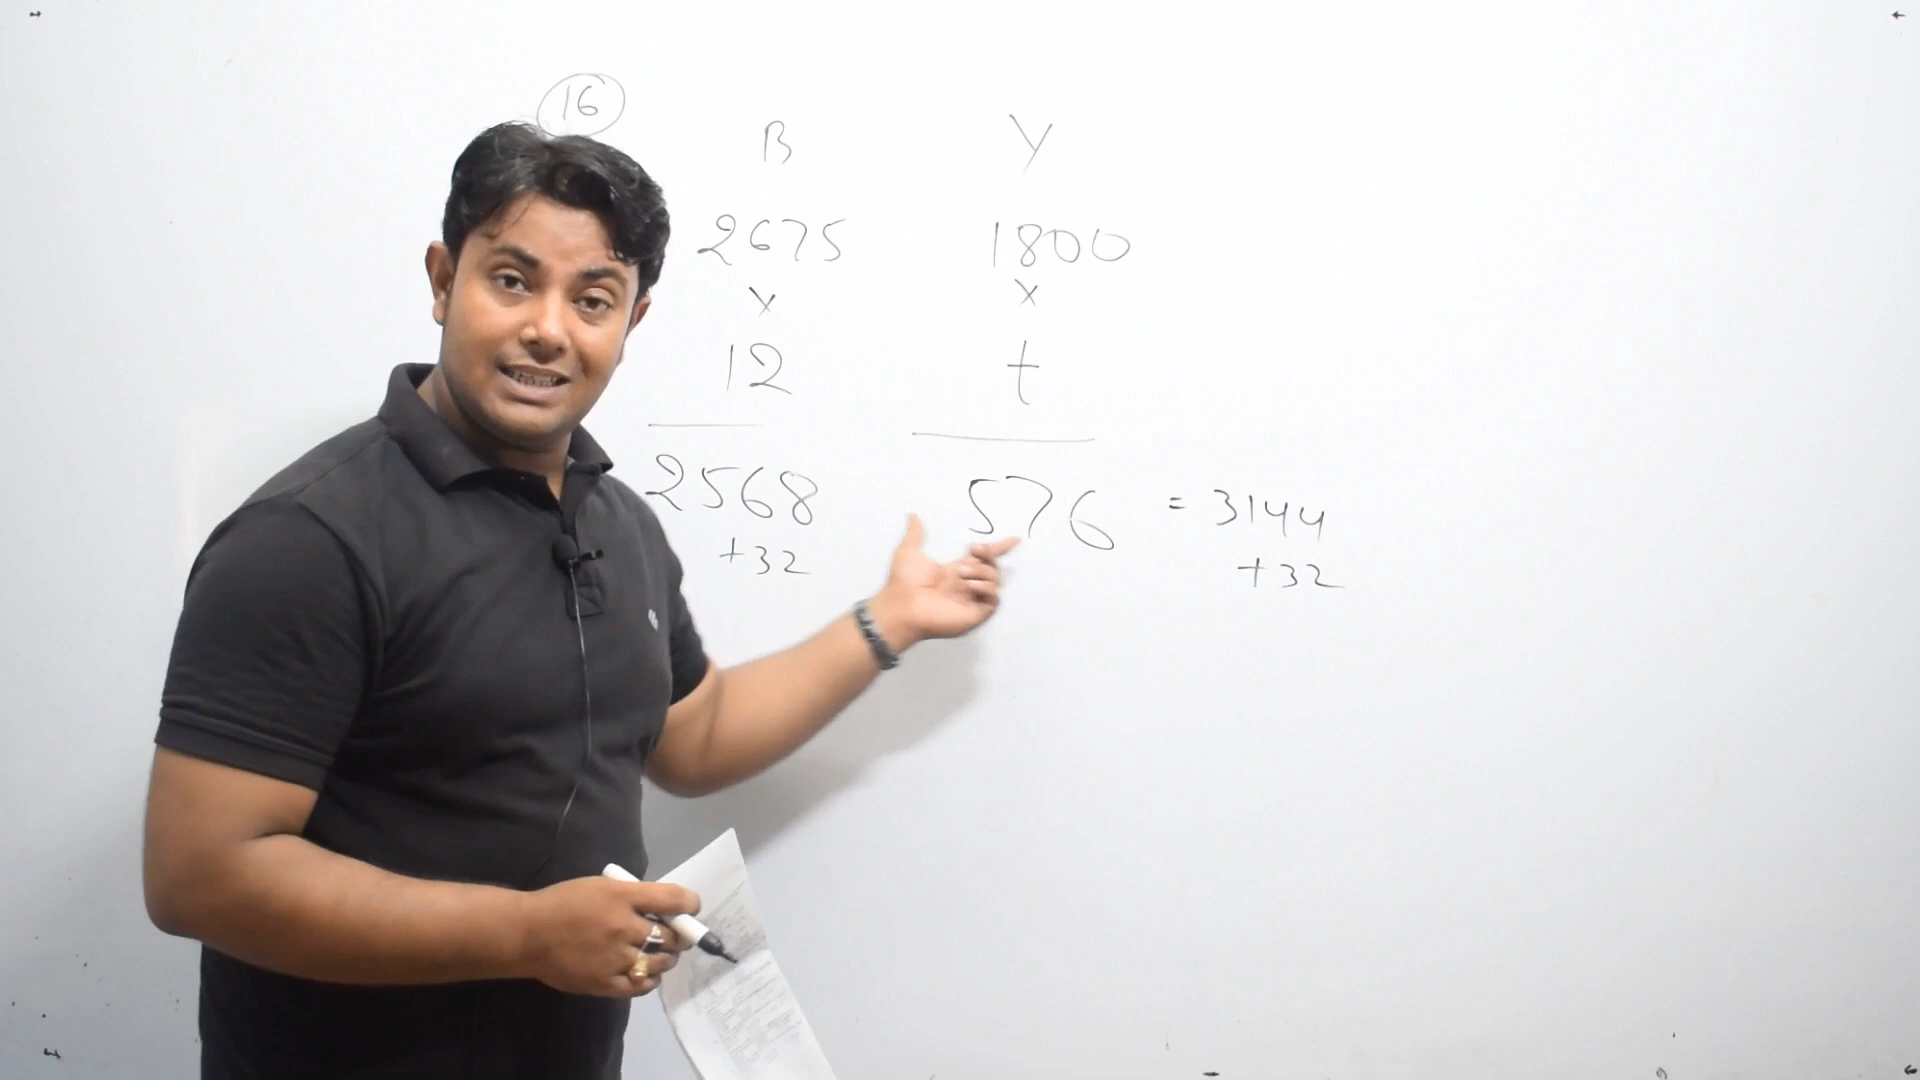 16
B Y
2675 1800
x x
12 t
2568 576 = 3144
+32 +32